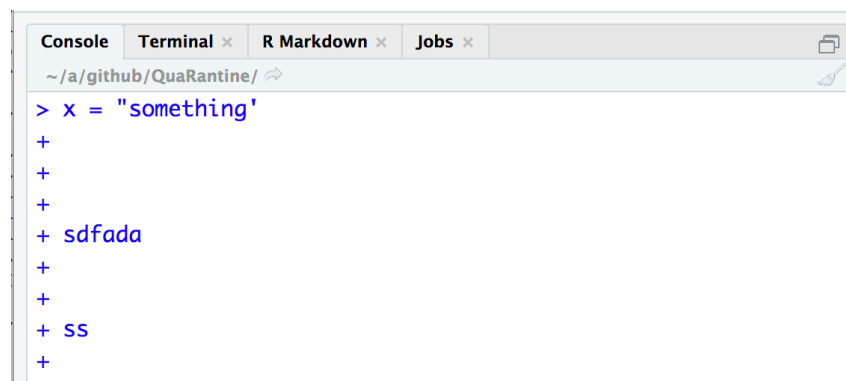 Console Terminal × R Markdown × Jobs ×
~/a/github/QuaRantine/
> x = "something'
+
+
+
+ sdfada
+
+
+ ss
+